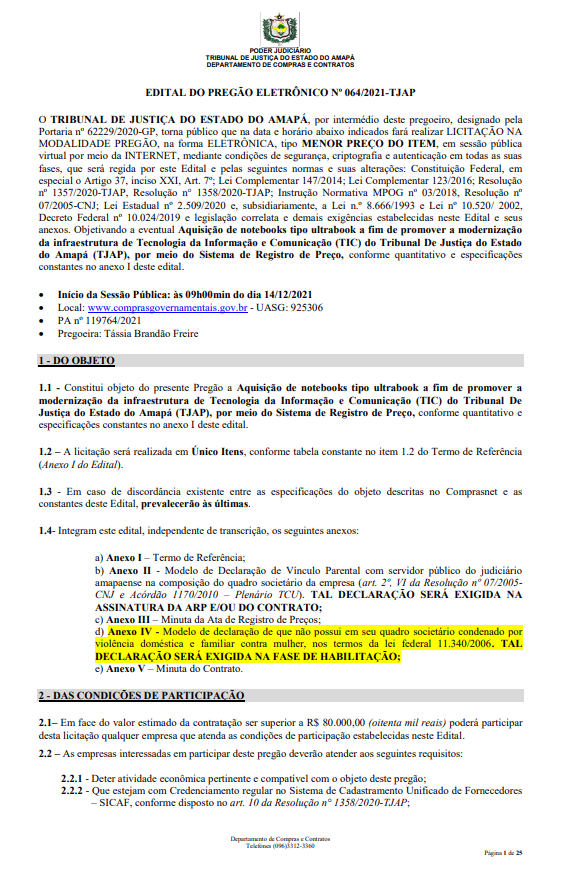 PODER JUDICIÁRIO
TRIBUNAL DE JUSTIÇA DO ESTADO DO AMAPÁ
DEPARTAMENTO DE COMPRAS E CONTRATOS
EDITAL DO PREGÃO ELETRÔNICO Nº 064/2021-TJAP
O TRIBUNAL DE JUSTIÇA DO ESTADO DO AMAPÁ, por intermédio deste pregoeiro, designado pela
Portaria nº 62229/2020-GP, torna público que na data e horário abaixo indicados fará realizar LICITAÇÃO NA
MODALIDADE PREGÃO, na forma ELETRÔNICA, tipo MENOR PREÇO DO ITEM, em sessão pública
virtual por meio da INTERNET, mediante condições de segurança, criptografia e autenticação em todas as suas
fases, que será regida por este Edital e pelas seguintes normas e suas alterações: Constituição Federal, em
especial o Artigo 37, inciso XXI, Art. 7º; Lei Complementar 147/2014; Lei Complementar 123/2016; Resolução
nº 1357/TJAP, Resolução n° 1358/2020-TJAP; Instrução Normativa MPOG nº 03/2018, Resolução nº
07/2005-CNJ; Lei Estadual nº 2.509/2020 e, subsidiariamente, a Lei n.º 8.666/1993 e Lei nº 10.520/ 2002,
Decreto Federal nº 10.024/2019 e legislação correlata e demais exigências estabelecidas neste Edital e seus
anexos. Objetivando a eventual Aquisição de notebooks tipo ultrabook a fim de promover a modernização
da infraestrutura de Tecnologia da Informação e Comunicação (TIC) do Tribunal De Justiça do Estado
do Amapá (TJAP), por meio do Sistema de Registro de Preço, conforme quantitativo e especificações
constantes no anexo I deste edital.
• Início da Sessão Pública: às 09h00min do dia 14/12/2021
• Local: www.comprasgovernamentais.gov.br - UASG: 925306
• PA nº 119764/2021
• Pregoeira: Tássia Brandão Freire
1 - DO OBJETO
1.1 - Constitui objeto do presente Pregão a Aquisição de notebooks tipo ultrabook a fim de promover a
modernização da infraestrutura de Tecnologia da Informação e Comunicação (TIC) do Tribunal De
Justiça do Estado do Amapá (TJAP), por meio do Sistema de Registro de Preço, conforme quantitativo e
especificações constantes no anexo I deste edital.
1.2 – A licitação será realizada em Único Itens, conforme tabela constante no item 1.2 do Termo de Referência
(Anexo I do Edital).
1.3 - Em caso de discordância existente entre as especificações do objeto descritas no Comprasnet e as
constantes deste Edital, prevalecerão às últimas.
1.4- Integram este edital, independente de transcrição, os seguintes anexos:
a) Anexo I – Termo de Referência;
b) Anexo II - Modelo de Declaração de Vínculo Parental com servidor público do judiciário
amapaense na composição do quadro societário da empresa (art. 2º, VI da Resolução nº 07/2005-
CNJ e Acórdão 1170/2010 – Plenário TCU). TAL DECLARAÇÃO SERÁ EXIGIDA NA
ASSINATURA DA ARP E/OU DO CONTRATO;
c) Anexo III – Minuta da Ata de Registro de Preços;
d) Anexo IV - Modelo de declaração de que não possui em seu quadro societário condenado por
violência doméstica e familiar contra mulher, nos termos da lei federal 11.340/2006. TAL
DECLARAÇÃO SERÁ EXIGIDA NA FASE DE HABILITAÇÃO;
e) Anexo V – Minuta do Contrato.
2 - DAS CONDIÇÕES DE PARTICIPAÇÃO
2.1– Em face do valor estimado da contratação ser superior a R$ 80.000,00 (oitenta mil reais) poderá participar
desta licitação qualquer empresa que atenda as condições de participação estabelecidas neste Edital.
2.2 – As empresas interessadas em participar deste pregão deverão atender aos seguintes requisitos:
2.2.1 - Deter atividade econômica pertinente e compatível com o objeto deste pregão;
2.2.2 - Que estejam com Credenciamento regular no Sistema de Cadastramento Unificado de Fornecedores
– SICAF, conforme disposto no art. 10 da Resolução n° 1358/2020-TJAP;
Departamento de Compras e Contratos
Telefones (096)3312-3360
Página 1 de 25